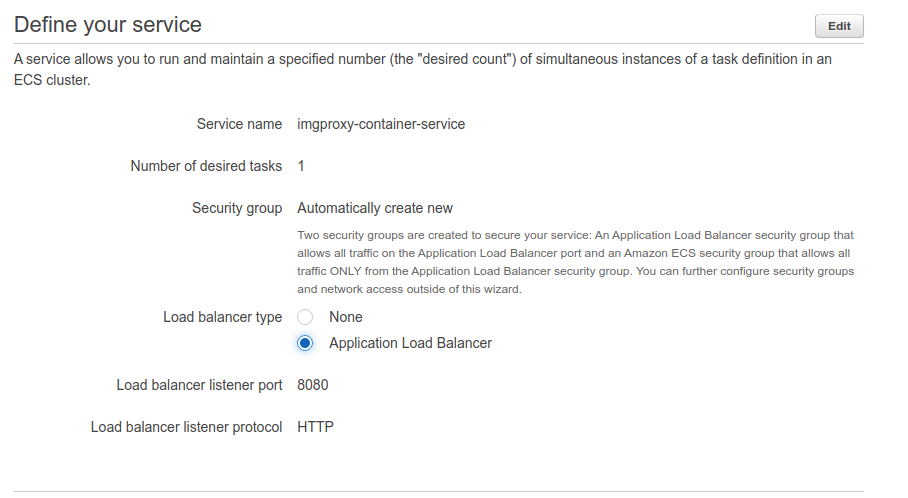 Define your service
Edit
A service allows you to run and maintain a specified number (the "desired count") of simultaneous instances of a task definition in an
ECS cluster.
Service name imgproxy-container-service
Number of desired tasks 1
Security group Automatically create new
Two security groups are created to secure your service: An Application Load Balancer security group that
allows all traffic on the Application Load Balancer port and an Amazon ECS security group that allows all
traffic ONLY from the Application Load Balancer security group. You can further configure security groups
and network access outside of this wizard.
Load balancer type None
Application Load Balancer
Load balancer listener port 8080
Load balancer listener protocol HTTP